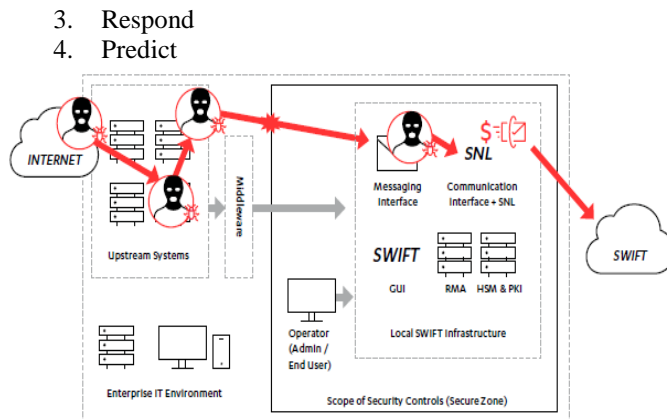 3. Respond
4. Predict
INTERNET
Upstream Systems
Middleware
Enterprise IT Environment
Messaging
Interface
SNL
$
Communication
Interface + SNL
SWIFT
GUI
RMA
HSM & PKI
Local SWIFT Infrastructure
Operator
(Admin /
End User)
Scope of Security Controls (Secure Zone)
SWIFT